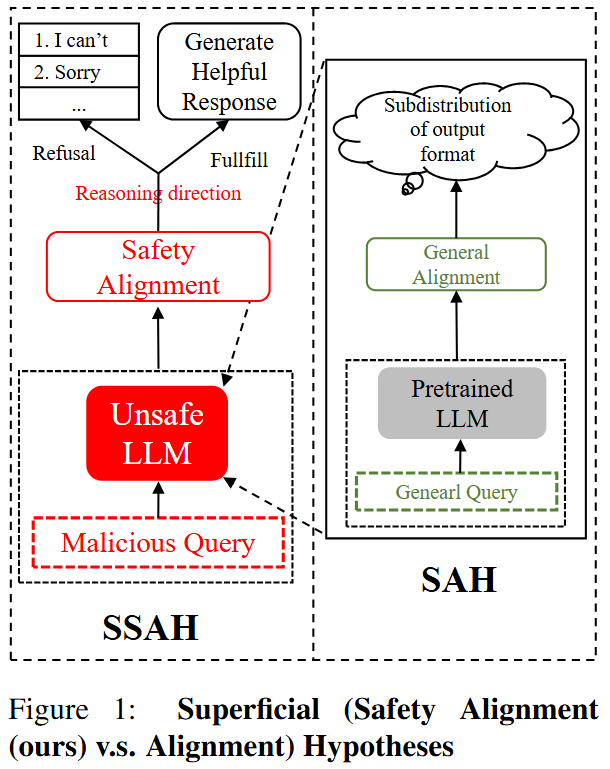 1. I can't
2. Sorry
...
Generate
Helpful
Response
Refusal
Fullfill
Reasoning direction
Safety
Alignment
Unsafe
LLM
Malicious Query
SSAH
Subdistribution
of output
format
General
Alignment
Pretrained
LLM
Genearl Query
SAH
Figure 1: Superficial (Safety Alignment
(ours) v.s. Alignment) Hypotheses